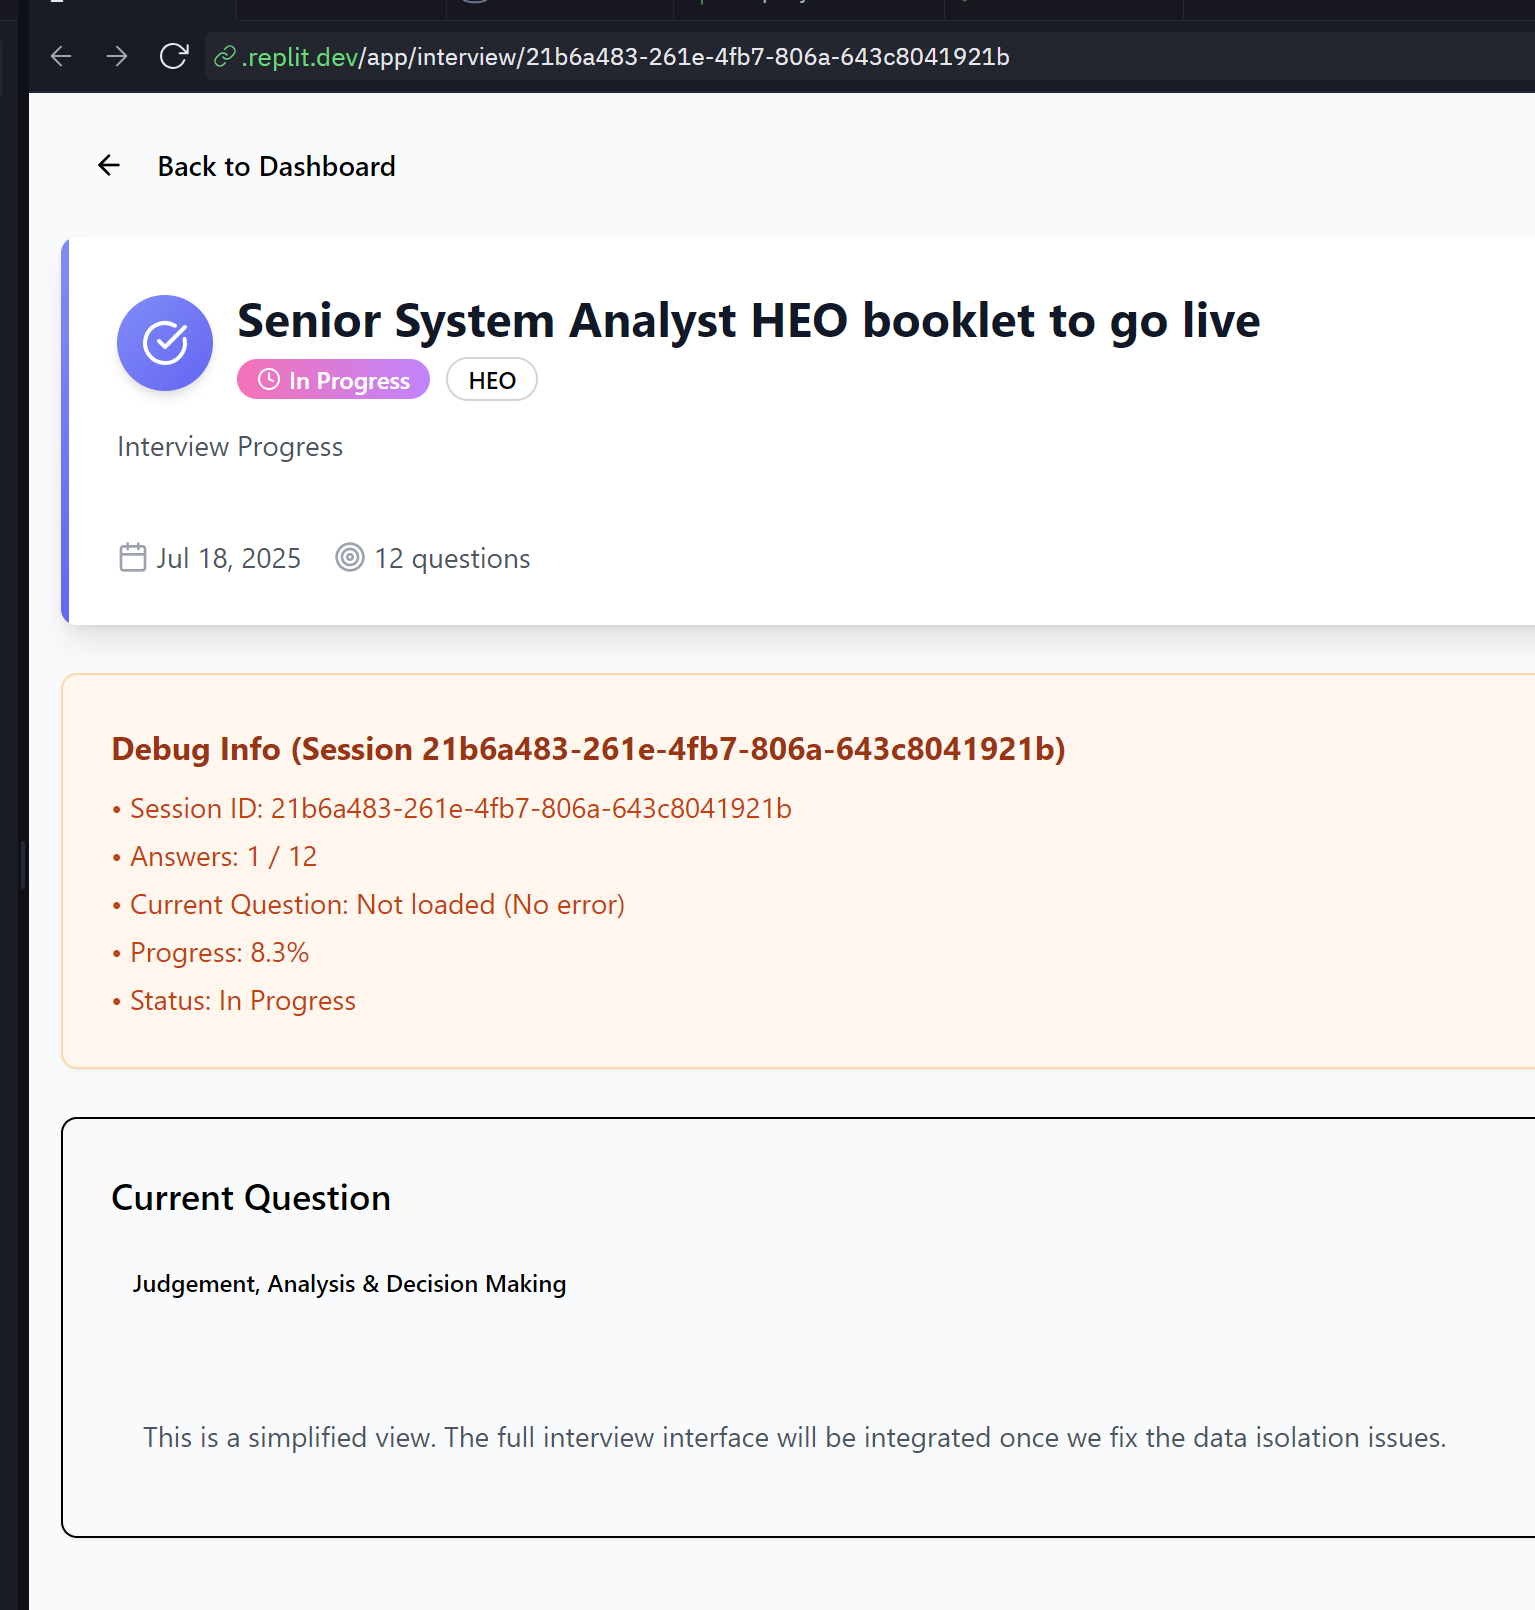 .replit.dev/app/interview/21b6a483-261e-4fb7-806a-643c8041921b
Back to Dashboard
Senior System Analyst HEO booklet to go live
In Progress HEO
Interview Progress
Jul 18, 2025 12 questions
Debug Info (Session 21b6a483-261e-4fb7-806a-643c8041921b)
• Session ID: 21b6a483-261e-4fb7-806a-643c8041921b
• Answers: 1 / 12
• Current Question: Not loaded (No error)
• Progress: 8.3%
• Status: In Progress
Current Question
Judgement, Analysis & Decision Making
This is a simplified view. The full interview interface will be integrated once we fix the data isolation issues.